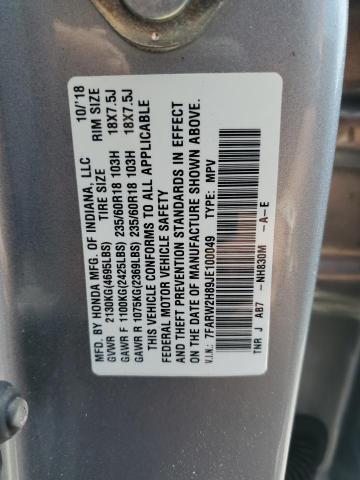 MFD. BY HONDA MFG. OF INDIANA, LLC 10/'18
TIRE SIZE RIM SIZE
GVWR 2130KG(4695LBS)
GAWR F 1100KG(2425LBS) 235/60R18 103H 18X7.5J
GAWR R 1075KG(2369LBS) 235/60R18 103H 18X7.5J
THIS VEHICLE CONFORMS TO ALL APPLICABLE
FEDERAL MOTOR VEHICLE SAFETY
AND THEFT PREVENTION STANDARDS IN EFFECT
ON THE DATE OF MANUFACTURE SHOWN ABOVE.
V.I.N.: 7FARW2H89JE100049 TYPE: MPV
TNR J AB7 -NH830M -A-E